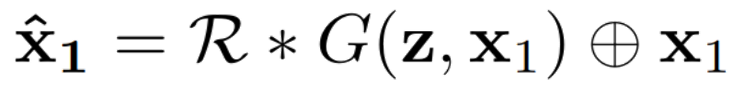 x̂₁ = ℛ ∗ G(z, x₁) ⊕ x₁